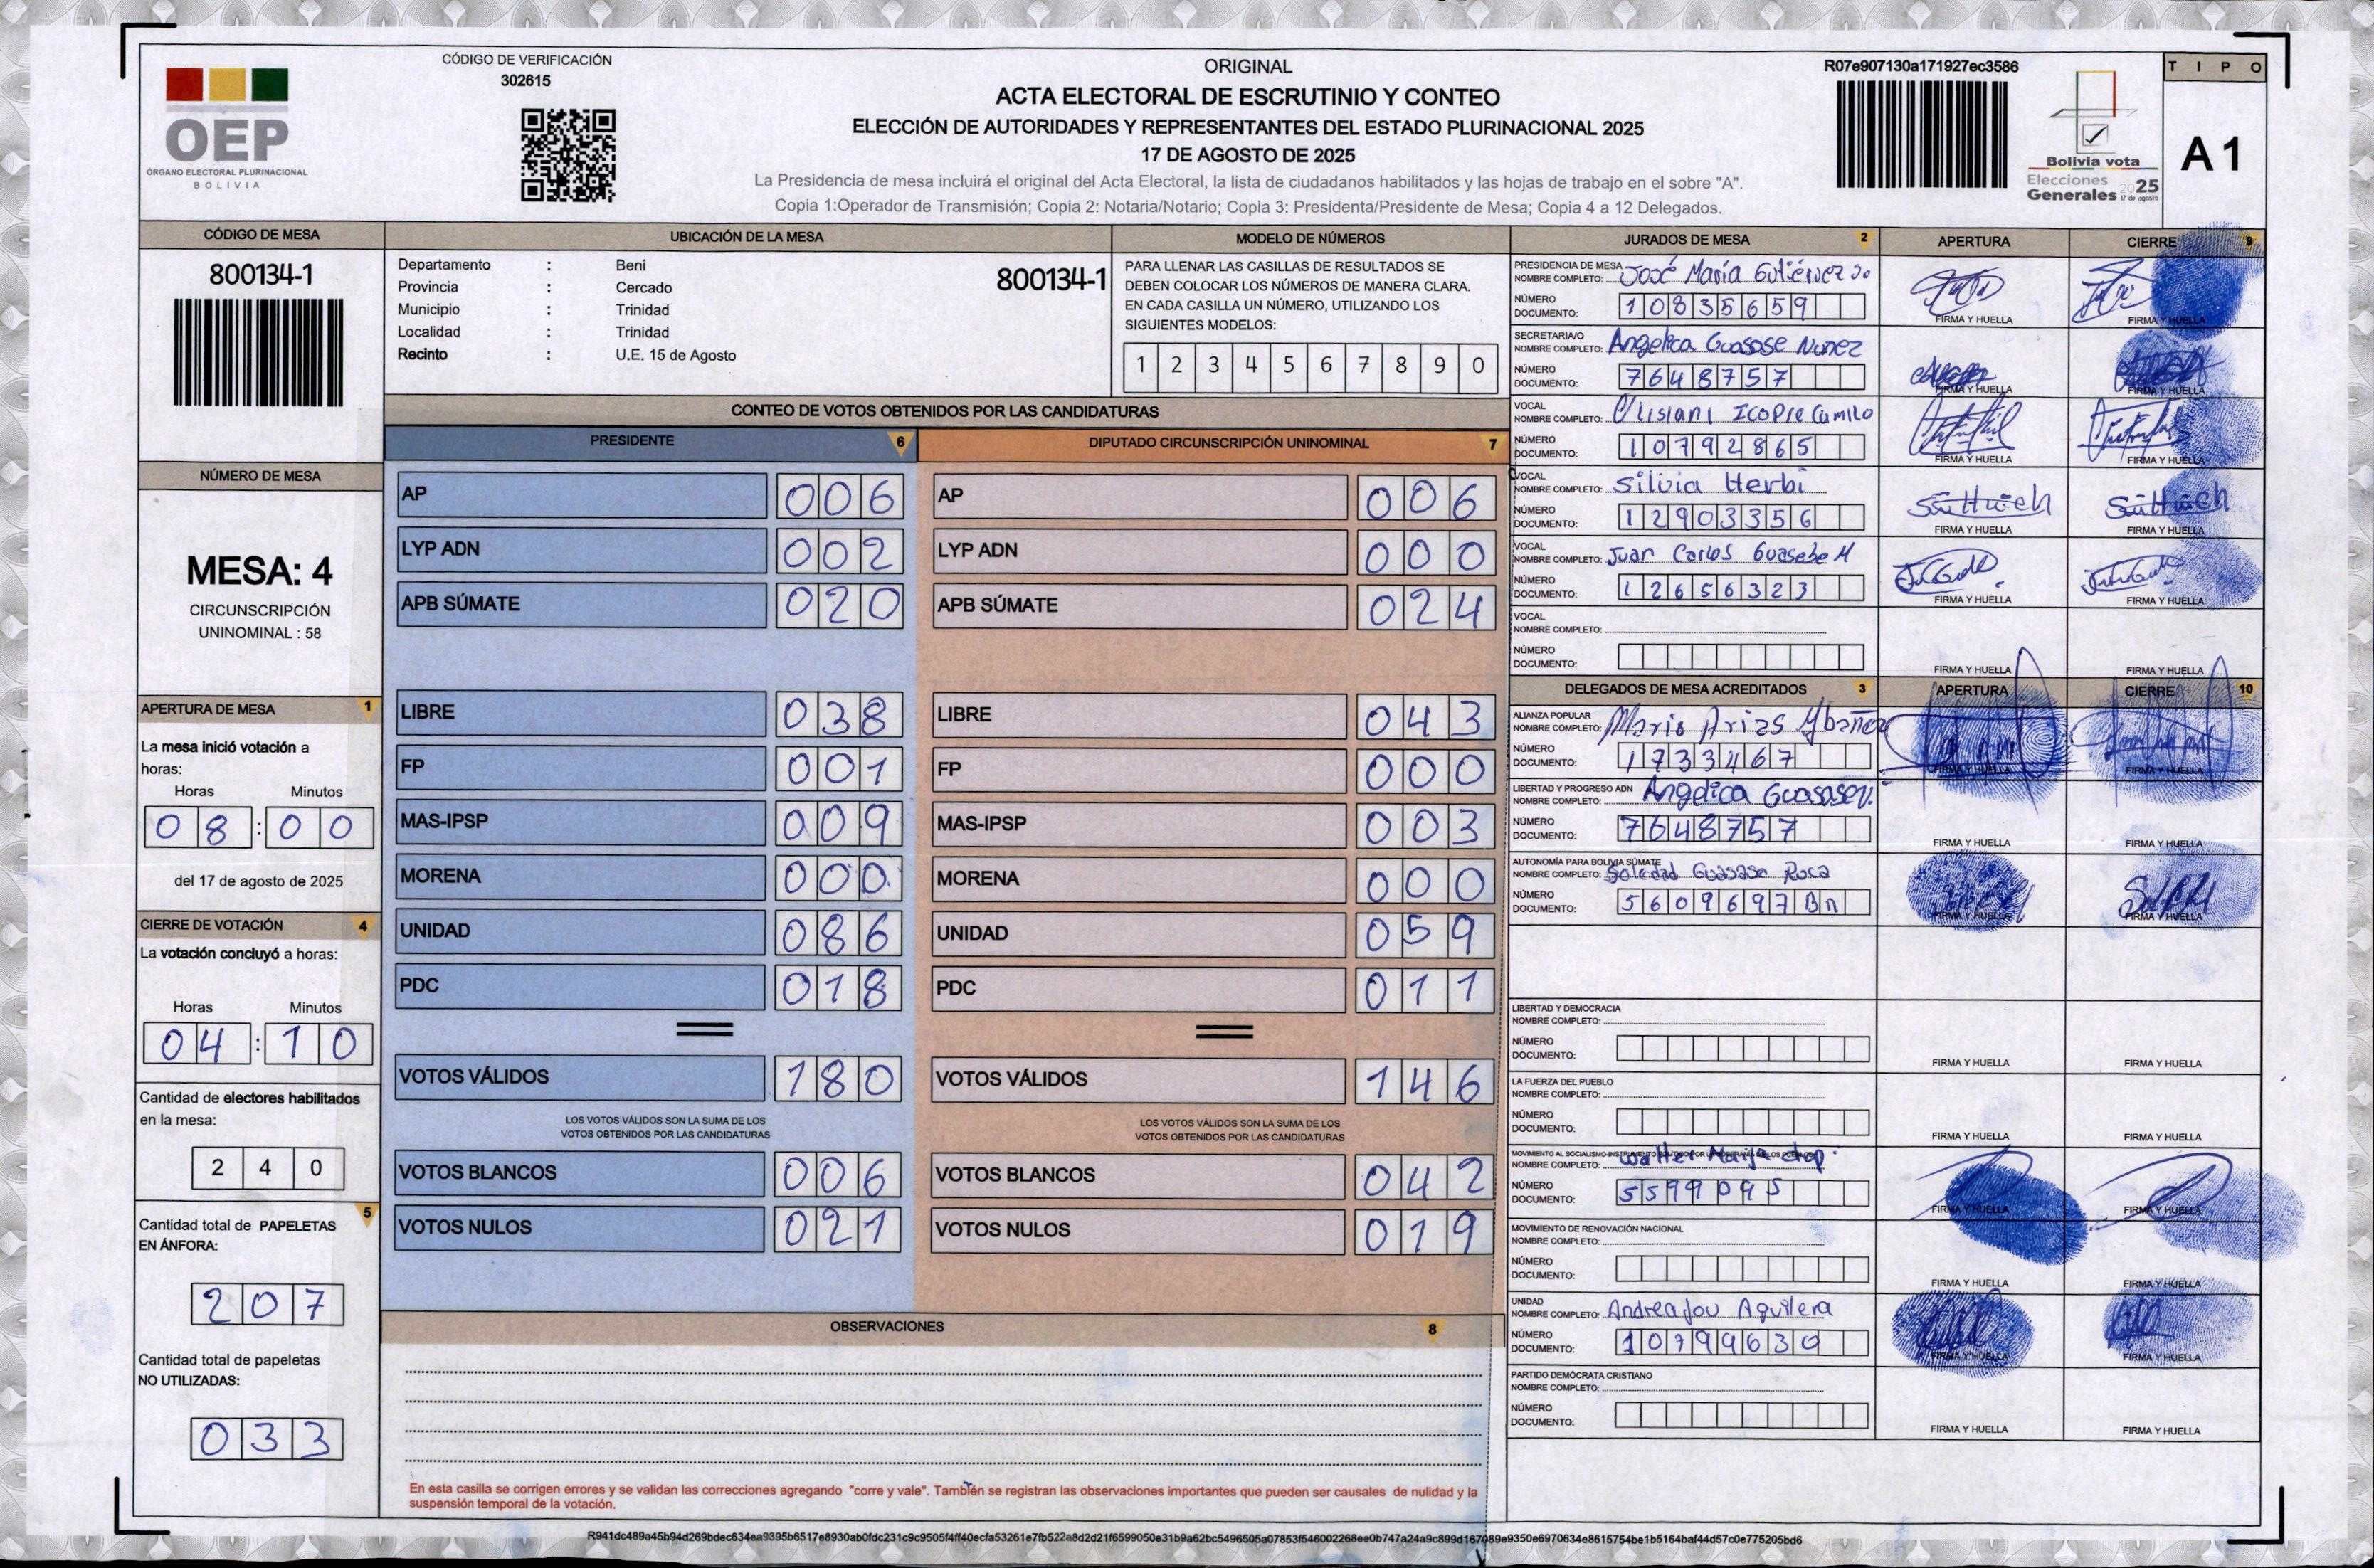 CÓDIGO DE VERIFICACIÓN
302615
OEP
ÓRGANO ELECTORAL PLURINACIONAL
BOLIVIA
ORIGINAL
ACTA ELECTORAL DE ESCRUTINIO Y CONTEO
ELECCIÓN DE AUTORIDADES Y REPRESENTANTES DEL ESTADO PLURINACIONAL 2025
17 DE AGOSTO DE 2025
La Presidencia de mesa incluirá el original del Acta Electoral, la lista de ciudadanos habilitados y las hojas de trabajo en el sobre "A".
Copia 1:Operador de Transmisión; Copia 2: Notaria/Notario; Copia 3: Presidenta/Presidente de Mesa; Copia 4 a 12 Delegados.
R07e907130a171927ec3586
Bolivia vota
Elecciones
Generales 2025
17 de agosto
TIPO
A 1
CÓDIGO DE MESA
800134-1
NÚMERO DE MESA
MESA: 4
CIRCUNSCRIPCIÓN
UNINOMINAL : 58
APERTURA DE MESA 1
La mesa inició votación a
horas:
Horas Minutos
08 : 00
del 17 de agosto de 2025
CIERRE DE VOTACIÓN 4
La votación concluyó a horas:
Horas Minutos
04 : 10
Cantidad de electores habilitados
en la mesa:
240
5
Cantidad total de PAPELETAS
EN ÁNFORA:
207
Cantidad total de papeletas
NO UTILIZADAS:
033
UBICACIÓN DE LA MESA
Departamento : Beni
800134-1
Provincia : Cercado
Municipio : Trinidad
Localidad : Trinidad
Recinto : U.E. 15 de Agosto
MODELO DE NÚMEROS
PARA LLENAR LAS CASILLAS DE RESULTADOS SE
DEBEN COLOCAR LOS NÚMEROS DE MANERA CLARA.
EN CADA CASILLA UN NÚMERO, UTILIZANDO LOS
SIGUIENTES MODELOS:
1 2 3 4 5 6 7 8 9 0
CONTEO DE VOTOS OBTENIDOS POR LAS CANDIDATURAS
PRESIDENTE 6
AP 006
LYP ADN 002
APB SÚMATE 020
LIBRE 038
FP 001
MAS-IPSP 009
MORENA 000
UNIDAD 086
PDC 018
VOTOS VÁLIDOS 180
LOS VOTOS VÁLIDOS SON LA SUMA DE LOS
VOTOS OBTENIDOS POR LAS CANDIDATURAS
VOTOS BLANCOS 006
VOTOS NULOS 021
DIPUTADO CIRCUNSCRIPCIÓN UNINOMINAL 7
AP 006
LYP ADN 000
APB SÚMATE 024
LIBRE 043
FP 000
MAS-IPSP 003
MORENA 000
UNIDAD 059
PDC 011
VOTOS VÁLIDOS 146
LOS VOTOS VÁLIDOS SON LA SUMA DE LOS
VOTOS OBTENIDOS POR LAS CANDIDATURAS
VOTOS BLANCOS 042
VOTOS NULOS 019
OBSERVACIONES 8
En esta casilla se corrigen errores y se validan las correcciones agregando "corre y vale". También se registran las observaciones importantes que pueden ser causales de nulidad y la
suspensión temporal de la votación.
JURADOS DE MESA 2 APERTURA CIERRE 9
PRESIDENCIA DE MESA
NOMBRE COMPLETO: José María Gutiérrez
NÚMERO
DOCUMENTO: 10835659
FIRMA Y HUELLA FIRMA Y HUELLA
SECRETARIA/O
NOMBRE COMPLETO: Angelica Guasase Nunez
NÚMERO
DOCUMENTO: 7648757
FIRMA Y HUELLA FIRMA Y HUELLA
VOCAL
NOMBRE COMPLETO: Icopre Camilo
NÚMERO
DOCUMENTO: 10792865
FIRMA Y HUELLA FIRMA Y HUELLA
VOCAL
NOMBRE COMPLETO: Silvia Herbi
NÚMERO
DOCUMENTO: 12903356
FIRMA Y HUELLA FIRMA Y HUELLA
VOCAL
NOMBRE COMPLETO: Juan Carlos Guasebe M
NÚMERO
DOCUMENTO: 12656323
FIRMA Y HUELLA FIRMA Y HUELLA
VOCAL
NOMBRE COMPLETO:
NÚMERO
DOCUMENTO:
FIRMA Y HUELLA FIRMA Y HUELLA
DELEGADOS DE MESA ACREDITADOS 3 APERTURA CIERRE 10
ALIANZA POPULAR
NOMBRE COMPLETO: Mario Arias Ybañez
NÚMERO
DOCUMENTO: 1733467
FIRMA Y HUELLA FIRMA Y HUELLA
LIBERTAD Y PROGRESO ADN
NOMBRE COMPLETO: Angelica Guasase N.
NÚMERO
DOCUMENTO: 7648757
FIRMA Y HUELLA FIRMA Y HUELLA
AUTONOMÍA PARA BOLIVIA SÚMATE
NOMBRE COMPLETO: Soledad Guasase Roca
NÚMERO
DOCUMENTO: 5609697Bn
FIRMA Y HUELLA FIRMA Y HUELLA
LIBERTAD Y DEMOCRACIA
NOMBRE COMPLETO:
NÚMERO
DOCUMENTO:
FIRMA Y HUELLA FIRMA Y HUELLA
LA FUERZA DEL PUEBLO
NOMBRE COMPLETO:
NÚMERO
DOCUMENTO:
FIRMA Y HUELLA FIRMA Y HUELLA
MOVIMIENTO AL SOCIALISMO-INSTRUMENTO POLÍTICO POR LA SOBERANÍA DE LOS PUEBLOS
NOMBRE COMPLETO: Walter
NÚMERO
DOCUMENTO: 5599095
FIRMA Y HUELLA FIRMA Y HUELLA
MOVIMIENTO DE RENOVACIÓN NACIONAL
NOMBRE COMPLETO:
NÚMERO
DOCUMENTO:
FIRMA Y HUELLA FIRMA Y HUELLA
UNIDAD
NOMBRE COMPLETO: Andrea Jou Aguilera
NÚMERO
DOCUMENTO: 10799630
FIRMA Y HUELLA FIRMA Y HUELLA
PARTIDO DEMÓCRATA CRISTIANO
NOMBRE COMPLETO:
NÚMERO
DOCUMENTO:
FIRMA Y HUELLA FIRMA Y HUELLA